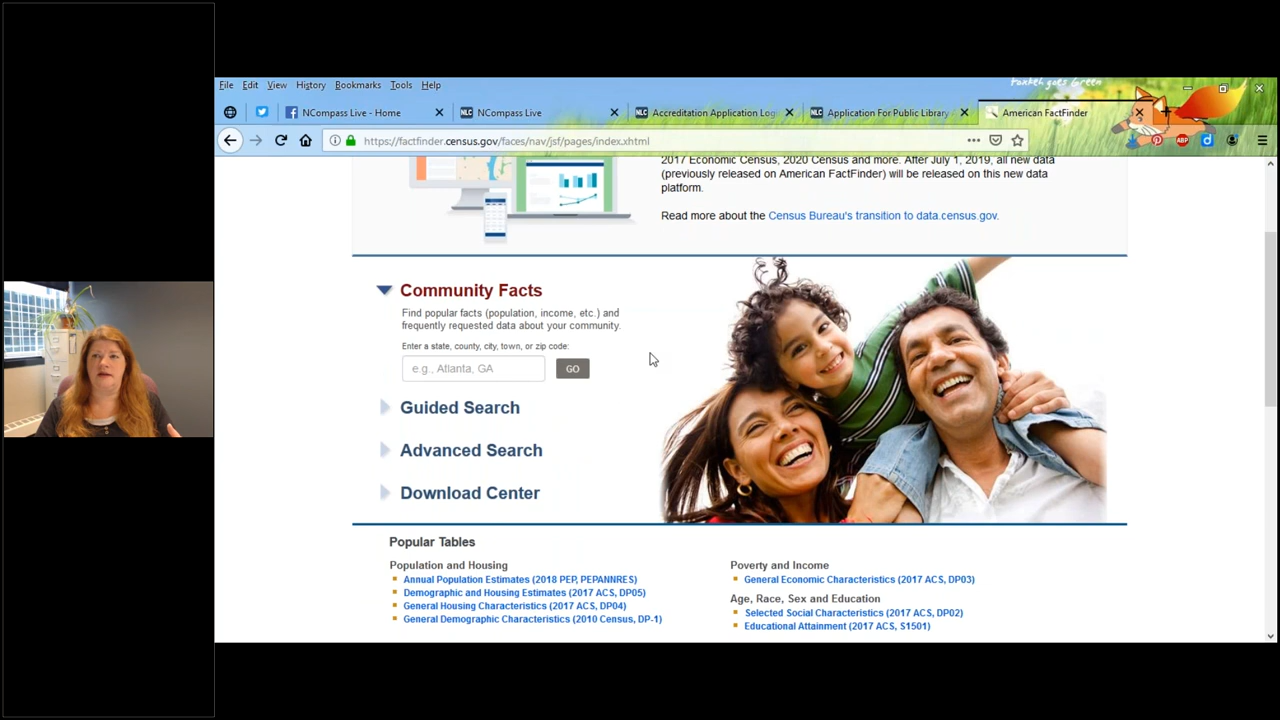 Foxkeh goes Green
File Edit View History Bookmarks Tools Help
NCompass Live - Home
NLC NCompass Live
NLC Accreditation Application Log
NLC Application For Public Library
American FactFinder
https://factfinder.census.gov/faces/nav/jsf/pages/index.xhtml
ABP
2017 Economic Census, 2020 Census and more. After July 1, 2019, all new data
(previously released on American FactFinder) will be released on this new data
platform.
Read more about the Census Bureau's transition to data.census.gov.
Community Facts
Find popular facts (population, income, etc.) and
frequently requested data about your community.
Enter a state, county, city, town, or zip code:
e.g., Atlanta, GA GO
Guided Search
Advanced Search
Download Center
Popular Tables
Population and Housing
Annual Population Estimates (2018 PEP, PEPANNRES)
Demographic and Housing Estimates (2017 ACS, DP05)
General Housing Characteristics (2017 ACS, DP04)
General Demographic Characteristics (2010 Census, DP-1)
Poverty and Income
General Economic Characteristics (2017 ACS, DP03)
Age, Race, Sex and Education
Selected Social Characteristics (2017 ACS, DP02)
Educational Attainment (2017 ACS, S1501)